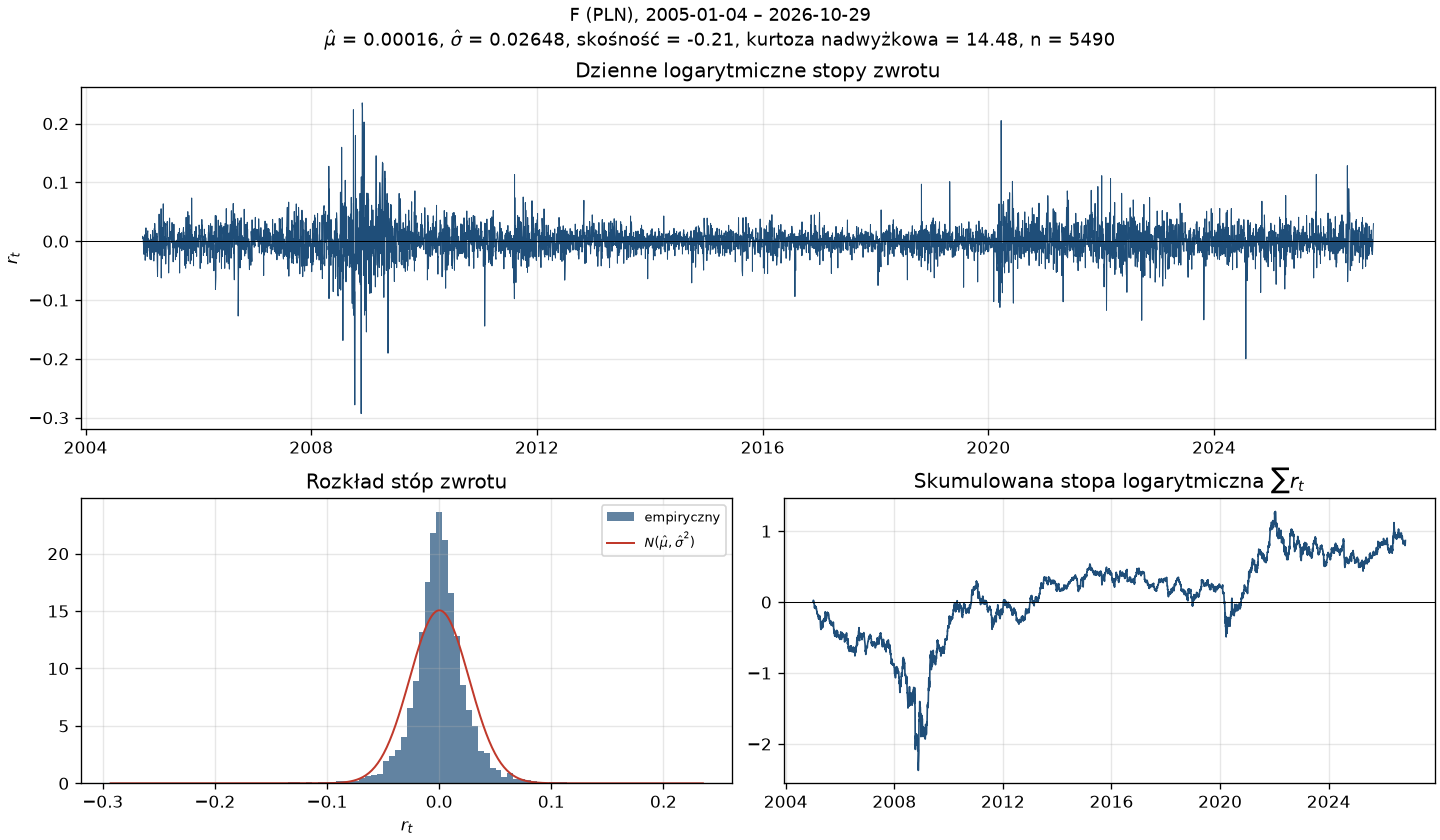 F (PLN), 2005-01-04 – 2026-10-29
μ̂ = 0.00016, σ̂ = 0.02648, skośność = -0.21, kurtoza nadwyżkowa = 14.48, n = 5490
Dzienne logarytmiczne stopy zwrotu
0.2
0.1
0.0
−0.1
−0.2
−0.3
r_t
2004 2008 2012 2016 2020 2024
Rozkład stóp zwrotu
empiryczny
N(μ̂, σ̂²)
20
15
10
5
0
−0.3 −0.2 −0.1 0.0 0.1 0.2
r_t
Skumulowana stopa logarytmiczna ∑r_t
1
0
−1
−2
2004 2008 2012 2016 2020 2024